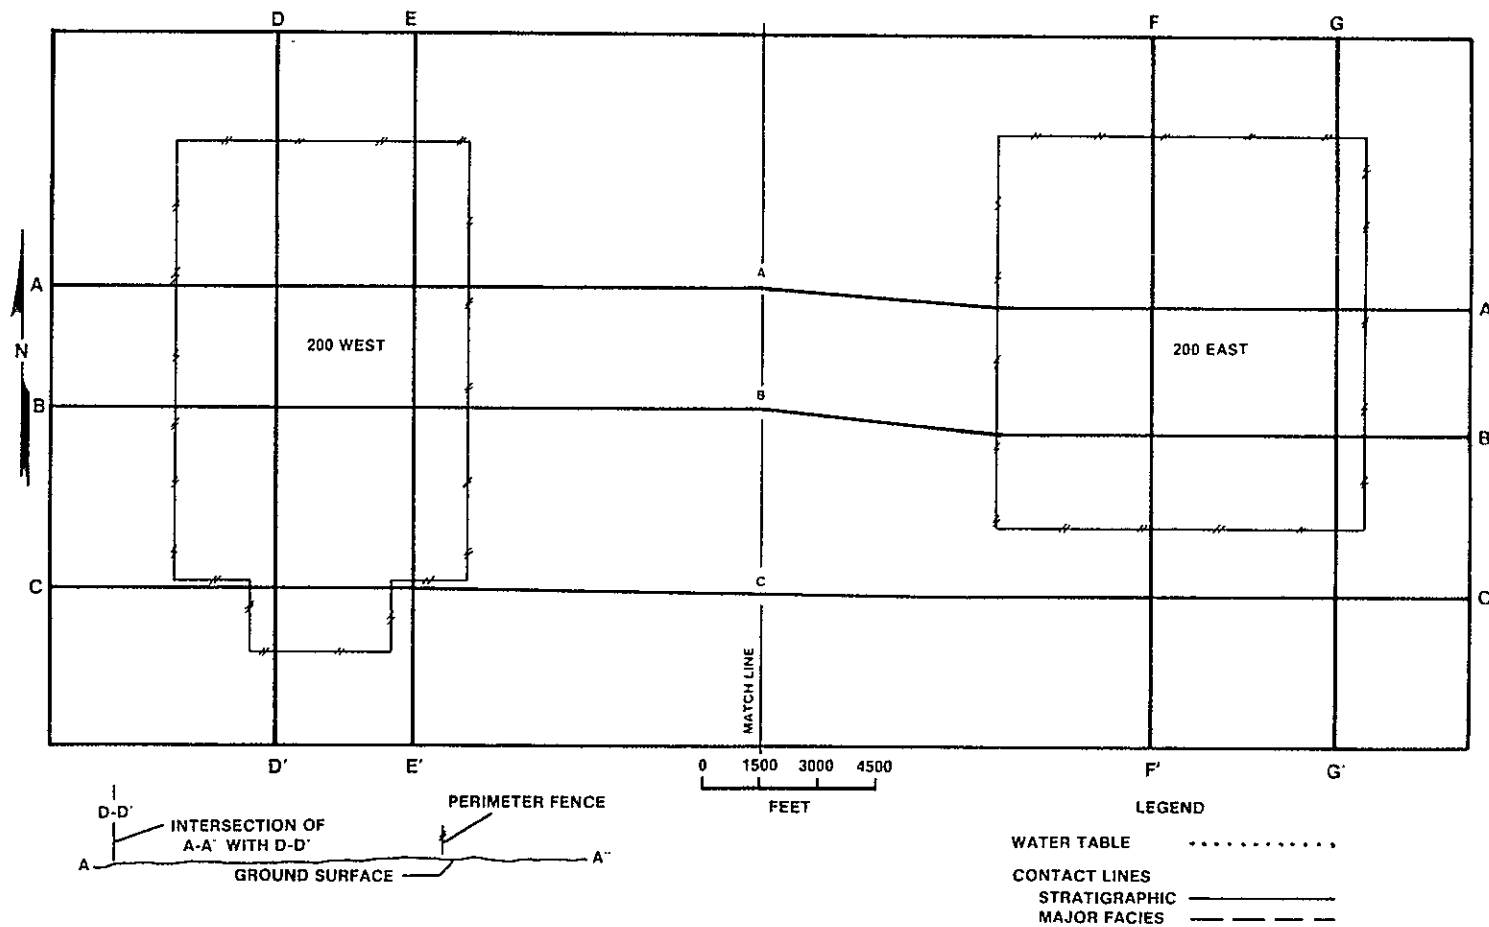 D E F G
A A A
N
200 WEST 200 EAST
B B B
C C C
MATCH LINE
D' E' F' G'
0 1500 3000 4500
FEET
D-D'
INTERSECTION OF
A-A" WITH D-D'
PERIMETER FENCE
A A"
GROUND SURFACE
LEGEND
WATER TABLE
CONTACT LINES
STRATIGRAPHIC
MAJOR FACIES